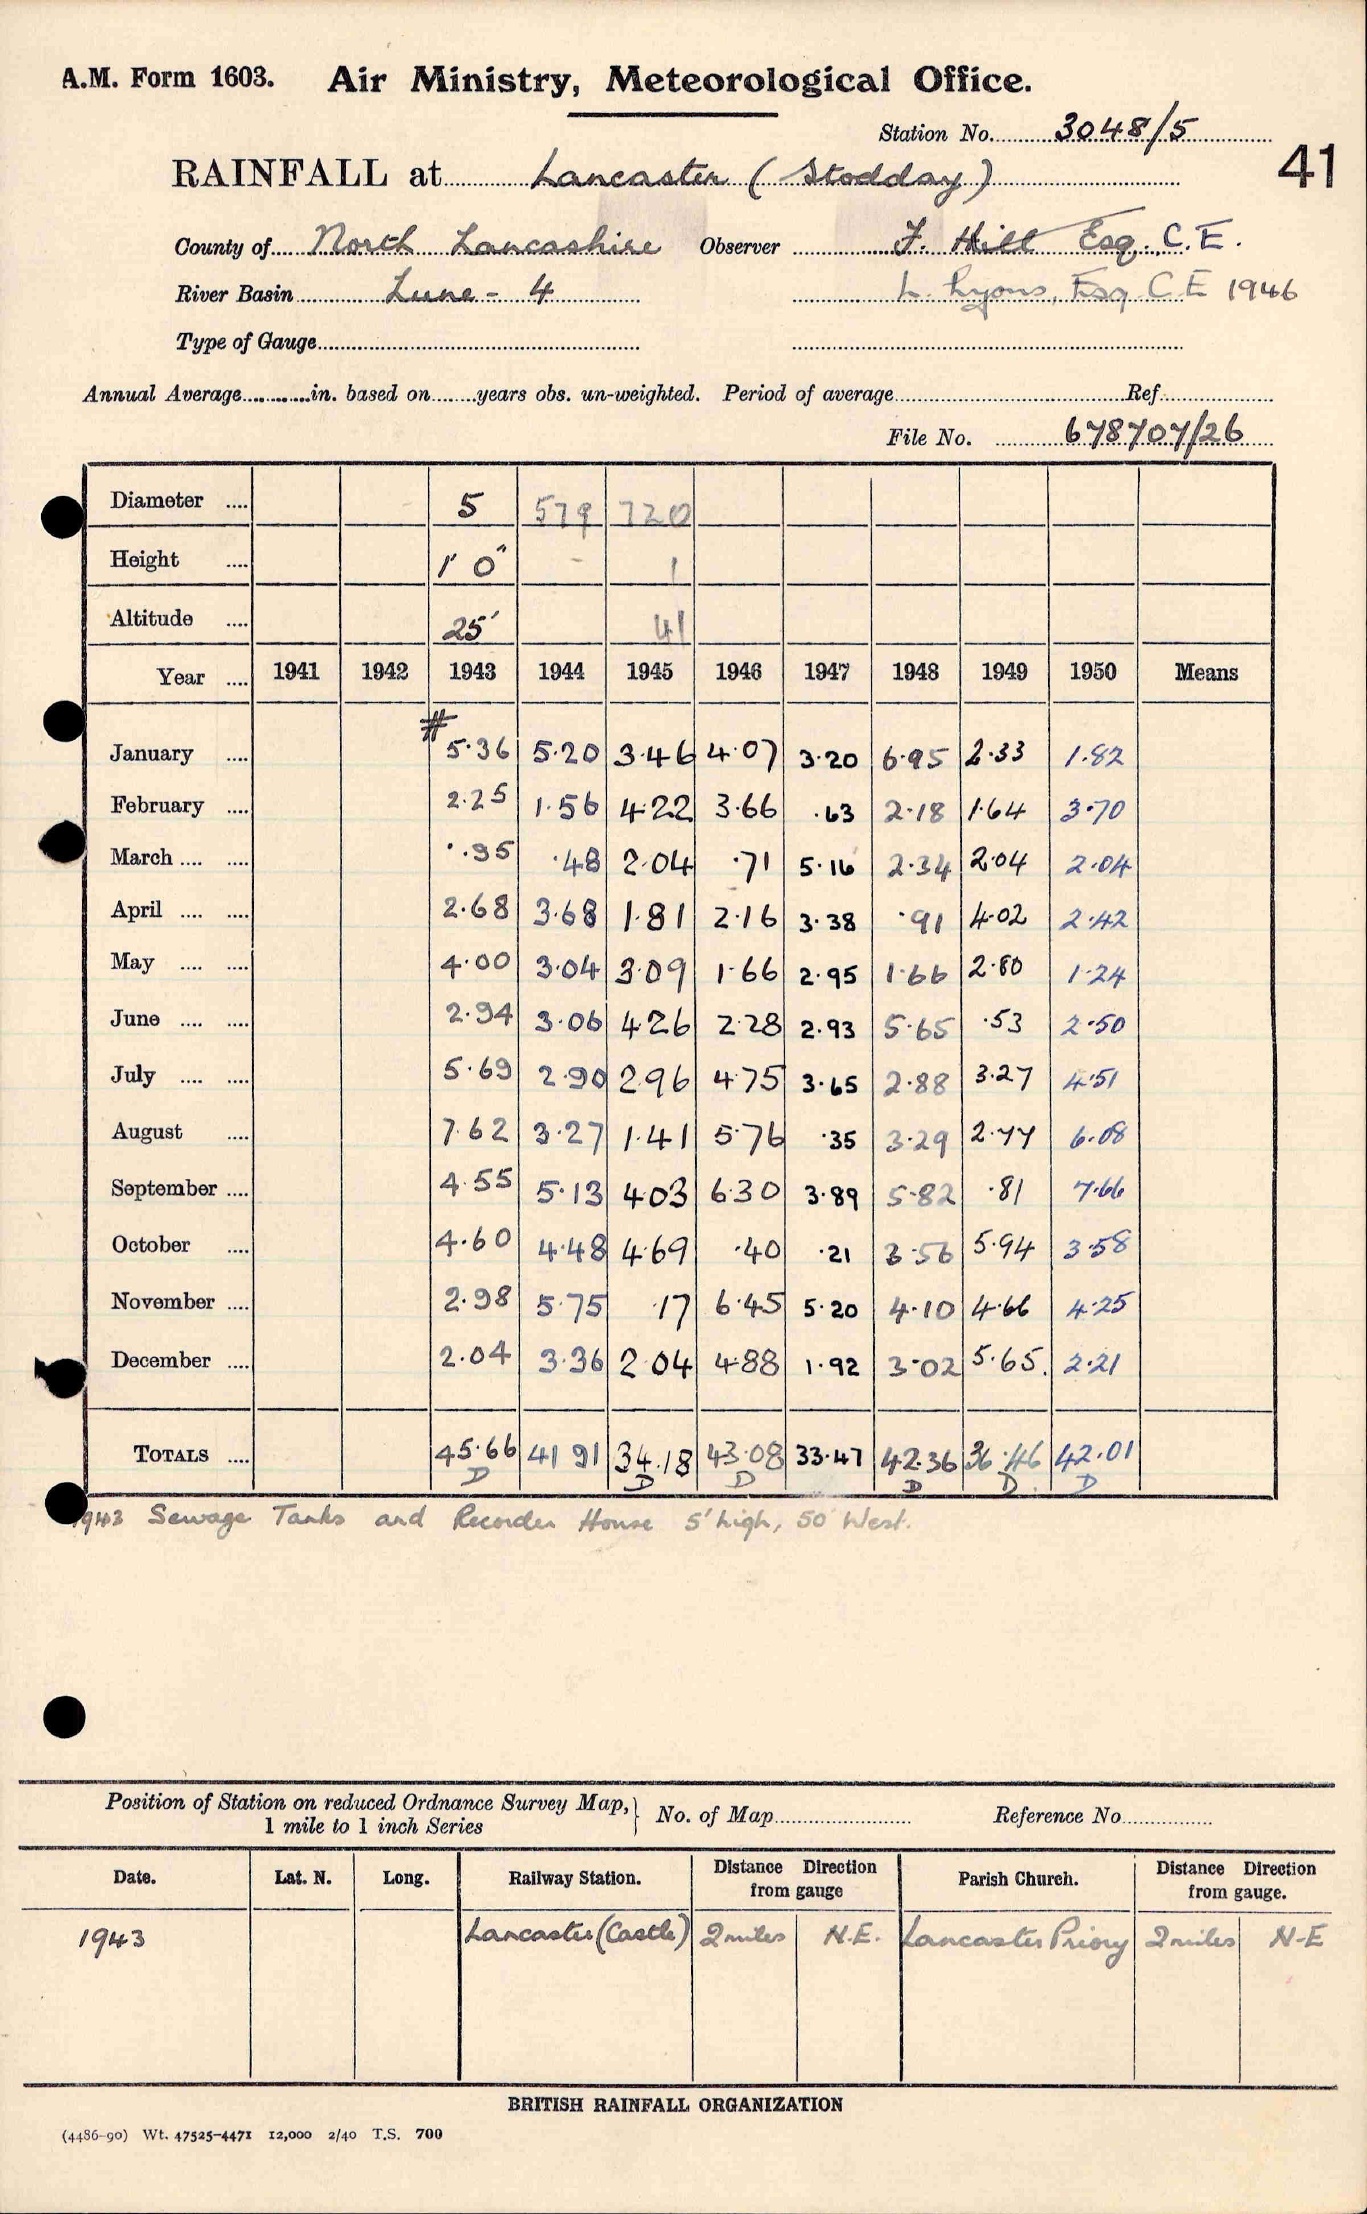 A.M. Form 1603. Air Ministry, Meteorological Office.
Station No. 3048/5
41
RAINFALL at Lancaster (Stodday)
County of North Lancashire Observer F. Hill Esq. C.E.
River Basin Lune - 4 L. Lyons, Esq C.E 1946
Type of Gauge
Annual Average in. based on years obs. un-weighted. Period of average Ref.
File No. 678707/26
Diameter 5 579 720
Height 1' 0" - 1
Altitude 25' 41
Year 1941 1942 1943 1944 1945 1946 1947 1948 1949 1950 Means
#
January 5.36 5.20 3.46 4.07 3.20 6.95 2.33 1.82
February 2.25 1.56 4.22 3.66 .63 2.18 1.64 3.70
March .95 .48 2.04 .71 5.16 2.34 2.04 2.04
April 2.68 3.68 1.81 2.16 3.38 .91 4.02 2.42
May 4.00 3.04 3.09 1.66 2.95 1.66 2.80 1.24
June 2.94 3.06 4.26 2.28 2.93 5.65 .53 2.50
July 5.69 2.90 2.96 4.75 3.65 2.88 3.27 4.51
August 7.62 3.27 1.41 5.76 .35 3.29 2.77 6.08
September 4.55 5.13 4.03 6.30 3.89 5.82 .81 7.66
October 4.60 4.48 4.69 .40 .21 3.56 5.94 3.58
November 2.98 5.75 .17 6.45 5.20 4.10 4.66 4.25
December 2.04 3.36 2.04 4.88 1.92 3.02 5.65 2.21
TOTALS 45.66 41 91 34.18 43.08 33.47 42.36 36.46 42.01
D D D D D D
1943 Sewage Tanks and Recorder House 5' high, 50' West.
Position of Station on reduced Ordnance Survey Map, 1 mile to 1 inch Series No. of Map Reference No.
Date. Lat. N. Long. Railway Station. Distance Direction from gauge Parish Church. Distance Direction from gauge.
1943 Lancaster (Castle) 2 miles N.E. Lancaster Priory 2 miles N-E
BRITISH RAINFALL ORGANIZATION
(4486-90) Wt. 47525-4471 12,000 2/40 T.S. 700